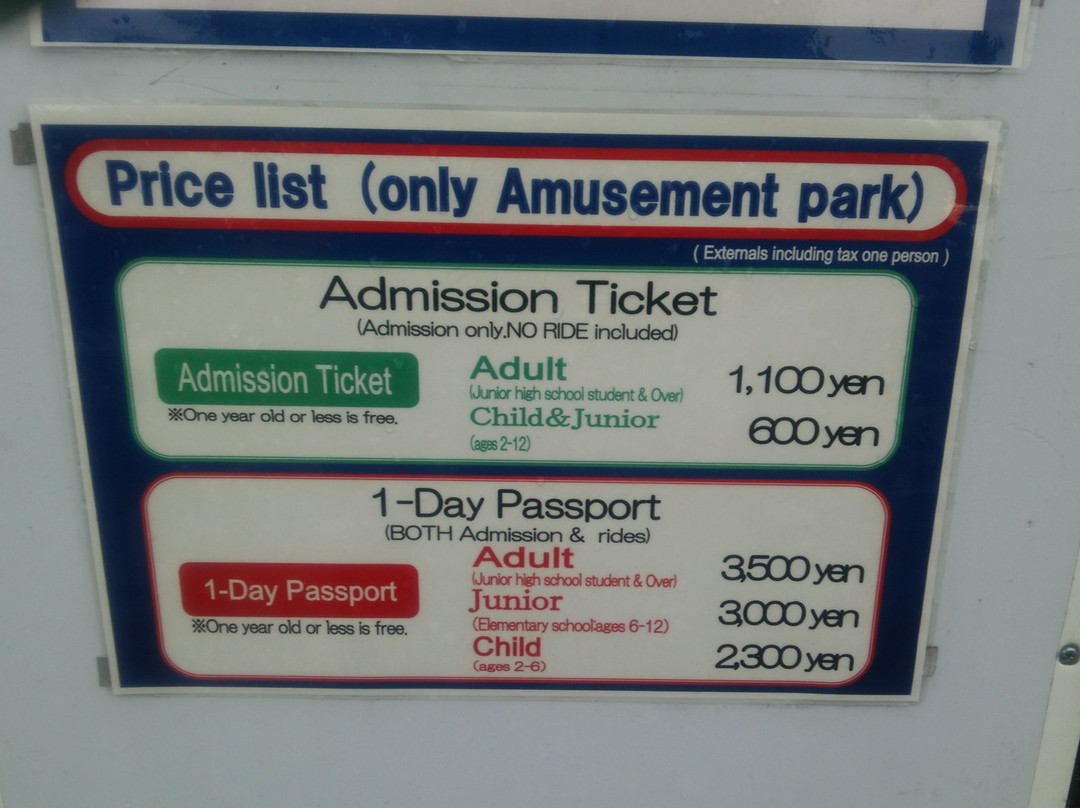 Price list (only Amusement park)
( Externals including tax one person )
Admission Ticket
(Admission only.NO RIDE included)
Admission Ticket
※One year old or less is free.
Adult
(Junior high school student & Over)
1,100 yen
Child&Junior
(ages 2-12)
600 yen
1-Day Passport
(BOTH Admission & rides)
1-Day Passport
※One year old or less is free.
Adult
(Junior high school student & Over)
3,500 yen
Junior
(Elementary school:ages 6-12)
3,000 yen
Child
(ages 2-6)
2,300 yen